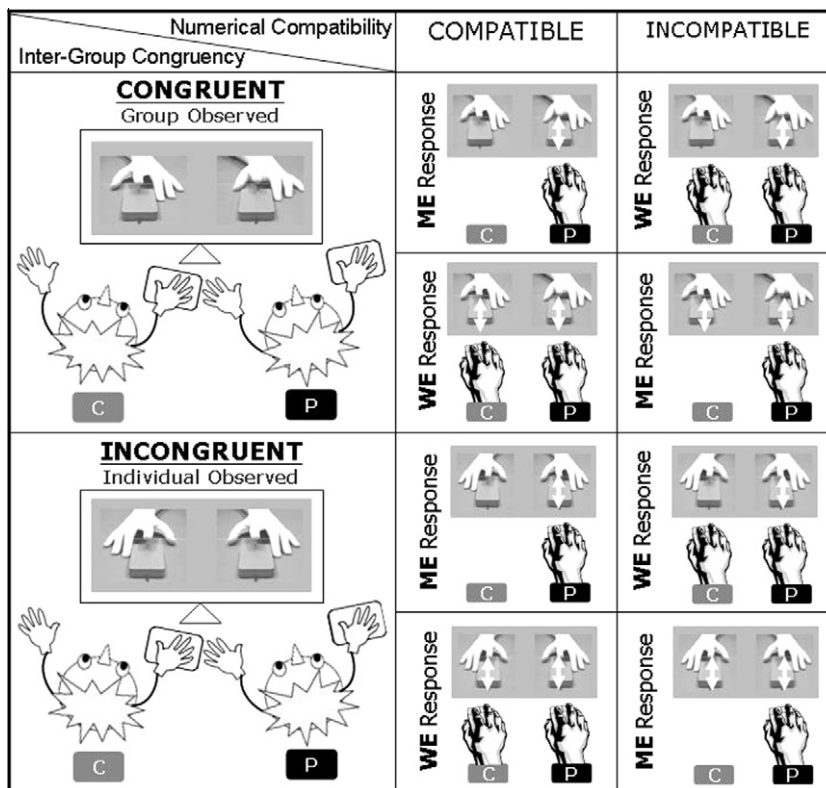 Numerical Compatibility
Inter-Group Congruency
COMPATIBLE
INCOMPATIBLE
CONGRUENT
Group Observed
C
P
ME Response
C
P
WE Response
C
P
WE Response
C
P
ME Response
C
P
INCONGRUENT
Individual Observed
C
P
ME Response
C
P
WE Response
C
P
WE Response
C
P
ME Response
C
P